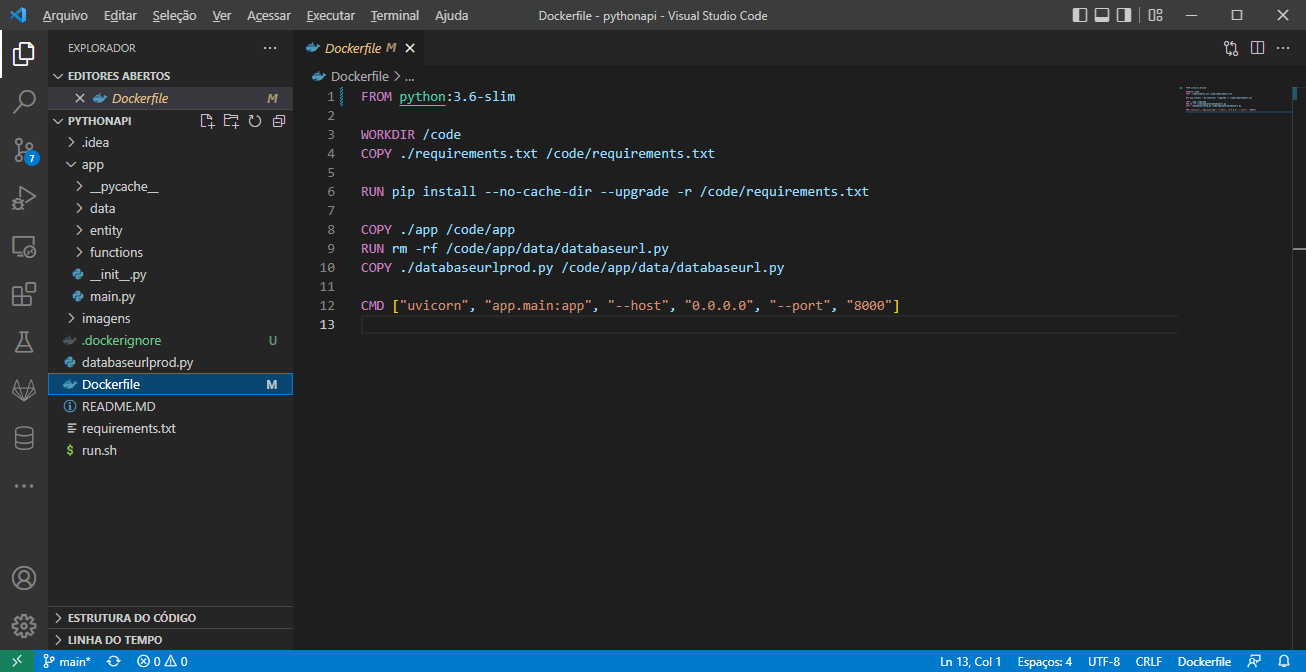 Arquivo Editar Seleção Ver Acessar Executar Terminal Ajuda Dockerfile - pythonapi - Visual Studio Code
EXPLORADOR
EDITORES ABERTOS
Dockerfile M
PYTHONAPI
.idea
app
__pycache__
data
entity
functions
__init__.py
main.py
imagens
.dockerignore U
databaseurlprod.py
Dockerfile M
README.MD
requirements.txt
$ run.sh
ESTRUTURA DO CÓDIGO
LINHA DO TEMPO
7
Dockerfile M
Dockerfile > ...
1 FROM python:3.6-slim
2
3 WORKDIR /code
4 COPY ./requirements.txt /code/requirements.txt
5
6 RUN pip install --no-cache-dir --upgrade -r /code/requirements.txt
7
8 COPY ./app /code/app
9 RUN rm -rf /code/app/data/databaseurl.py
10 COPY ./databaseurlprod.py /code/app/data/databaseurl.py
11
12 CMD ["uvicorn", "app.main:app", "--host", "0.0.0.0", "--port", "8000"]
13
main* 0 0 Ln 13, Col 1 Espaços: 4 UTF-8 CRLF Dockerfile